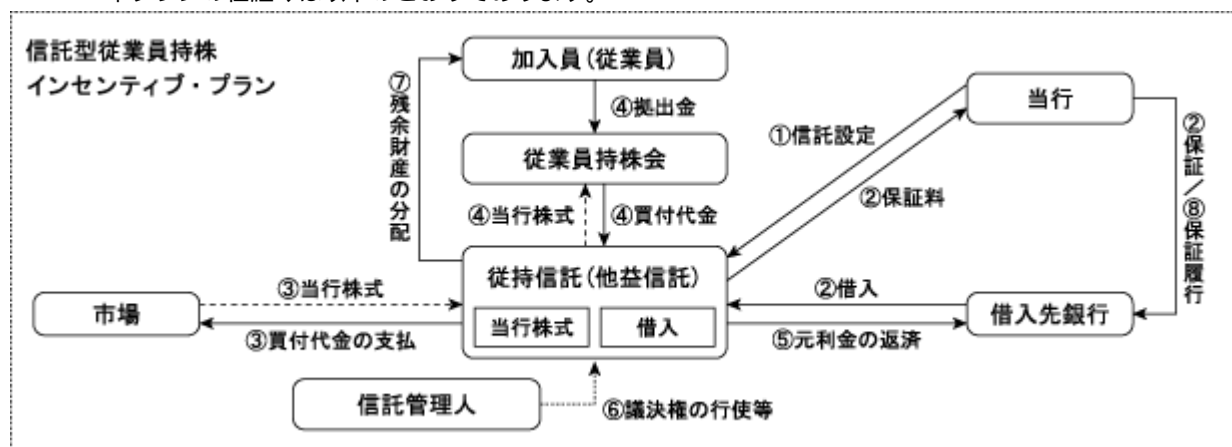 信託型従業員持株
インセンティブ・プラン
加入員（従業員）
⑦残余財産の分配
④拠出金
当行
①信託設定
従業員持株会
②保証料
②保証／⑧保証履行
④当行株式
④買付代金
従持信託（他益信託）
③当行株式
②借入
市場
当行株式
借入
借入先銀行
③買付代金の支払
⑤元利金の返済
信託管理人
⑥議決権の行使等